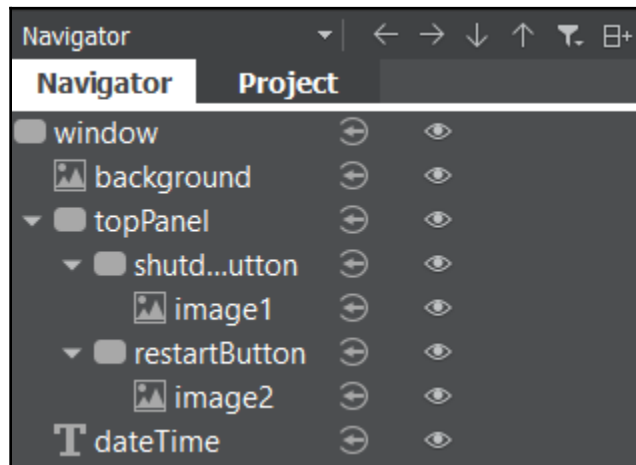 Navigator
Navigator Project
window
background
topPanel
shutd...utton
image1
restartButton
image2
dateTime